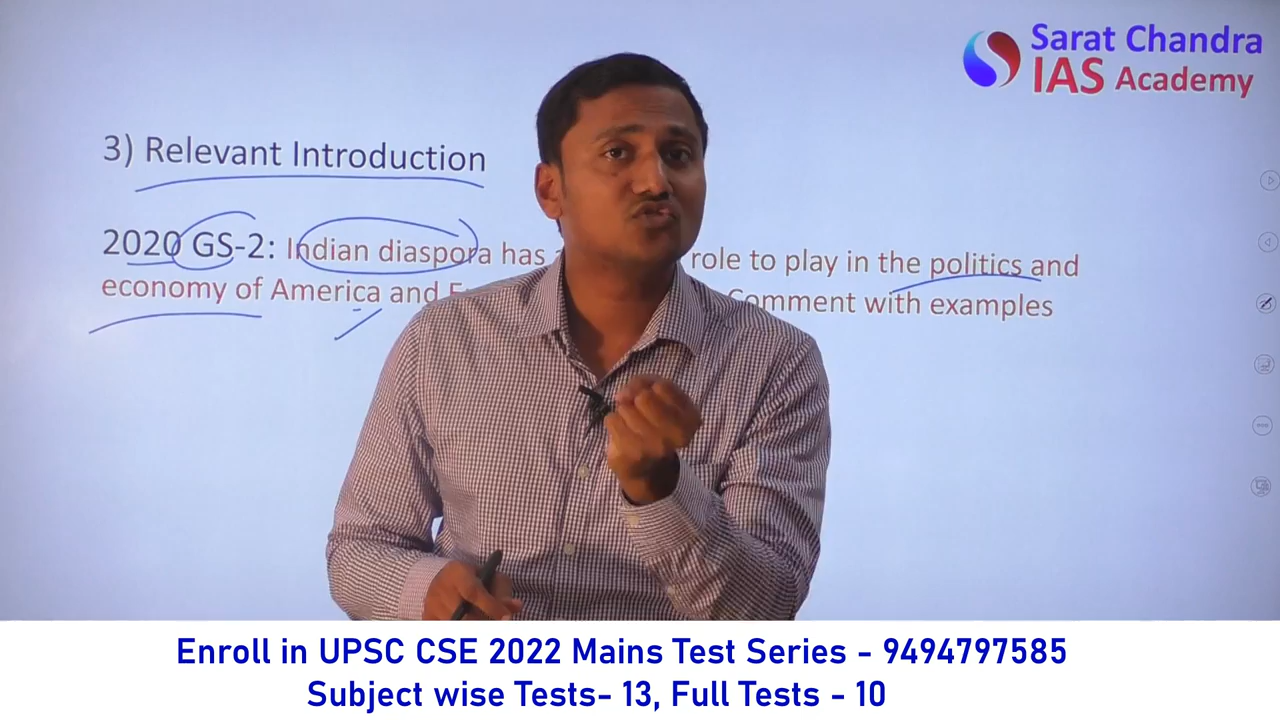 Sarat Chandra
IAS Academy
3) Relevant Introduction
2020 GS-2: Indian diaspora has role to play in the politics and
economy of America and Comment with examples
Enroll in UPSC CSE 2022 Mains Test Series - 9494797585
Subject wise Tests- 13, Full Tests - 10